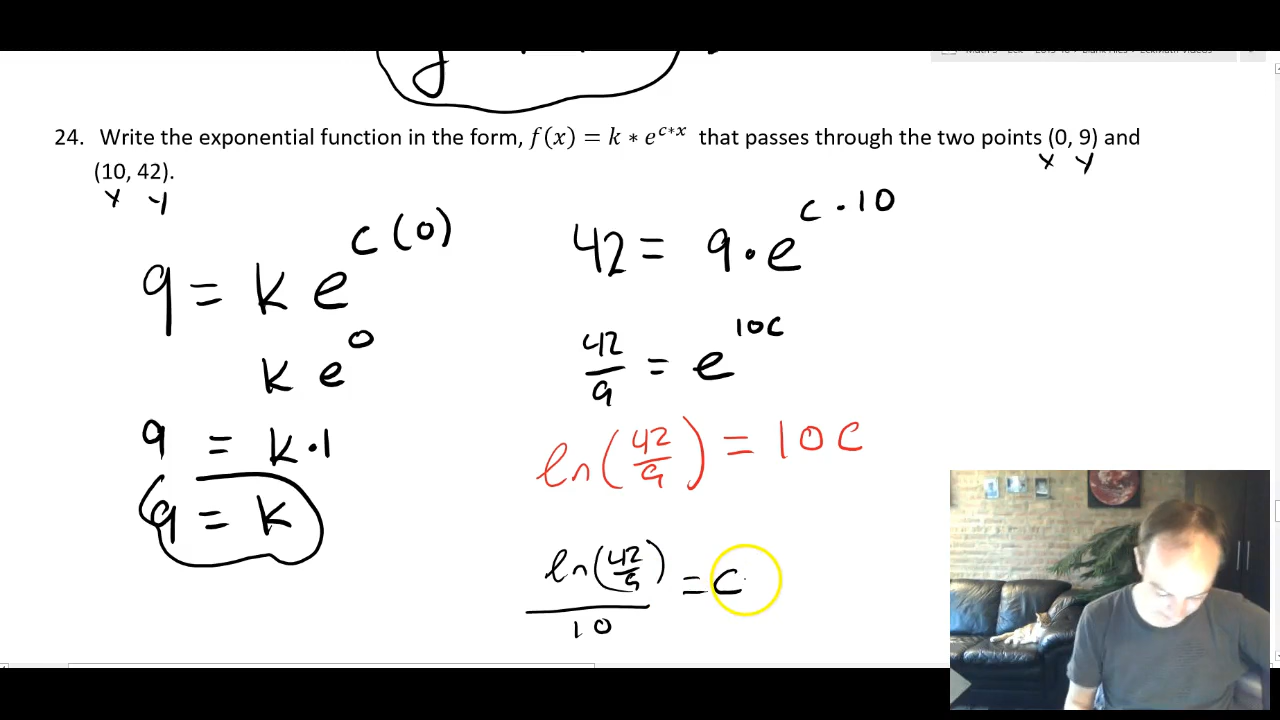 24. Write the exponential function in the form, f(x) = k * e^{c*x} that passes through the two points (0, 9) and
(10, 42).
x y
x y
9 = k e^{c(0)}
k e^0
9 = k · 1
9 = k
42 = 9 · e^{c · 10}
42/9 = e^{10c}
ln(42/9) = 10c
ln(42/9)/10 = c